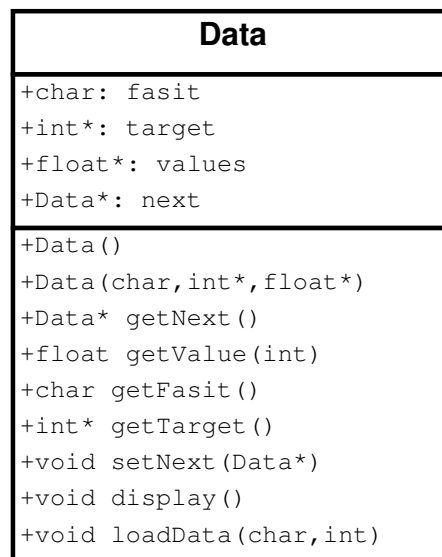 Data
+char: fasit
+int*: target
+float*: values
+Data*: next
+Data()
+Data(char,int*,float*)
+Data* getNext()
+float getValue(int)
+char getFasit()
+int* getTarget()
+void setNext(Data*)
+void display()
+void loadData(char,int)